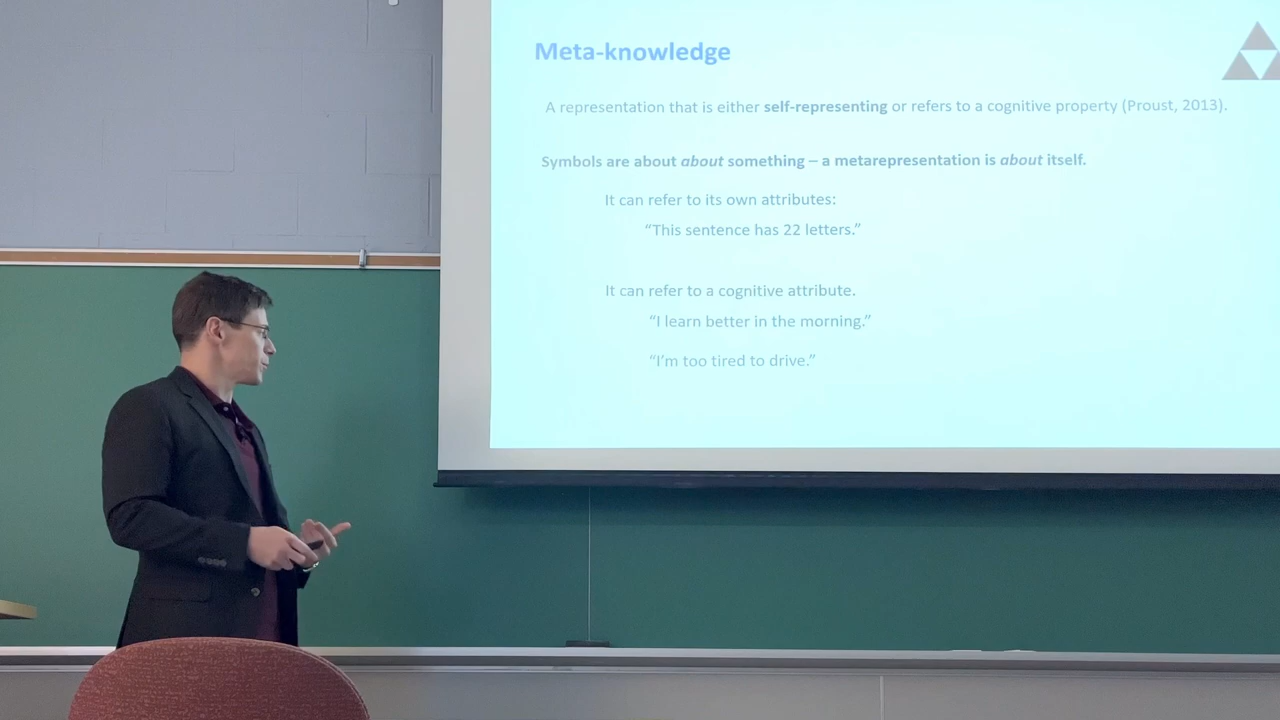 Meta-knowledge
A representation that is either self-representing or refers to a cognitive property (Proust, 2013).
Symbols are about about something – a metarepresentation is about itself.
It can refer to its own attributes:
“This sentence has 22 letters.”
It can refer to a cognitive attribute.
“I learn better in the morning.”
“I’m too tired to drive.”